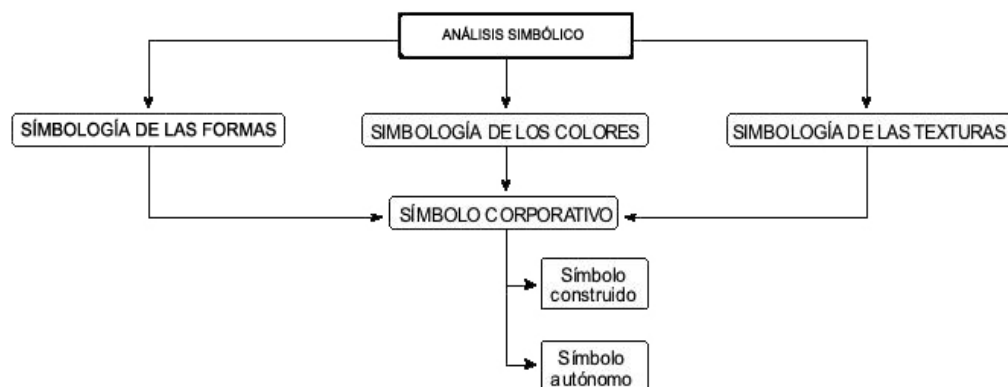 ANÁLISIS SIMBÓLICO
SÍMBOLOGÍA DE LAS FORMAS
SIMBOLOGÍA DE LOS COLORES
SIMBOLOGÍA DE LAS TEXTURAS
SÍMBOLO CORPORATIVO
Símbolo
construido
Símbolo
autónomo